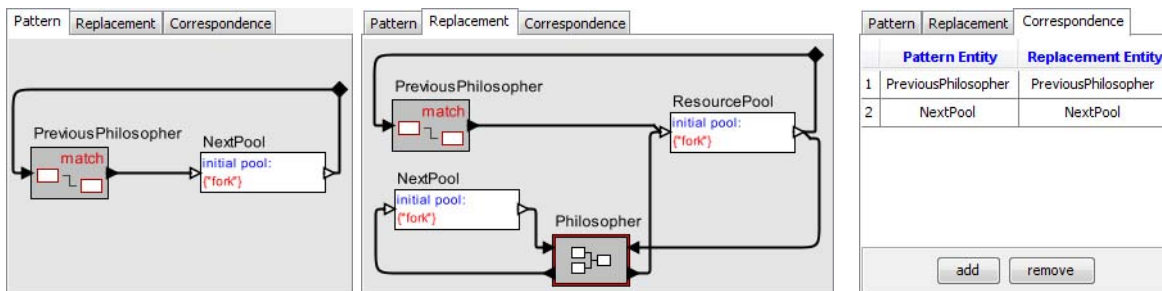 Pattern Replacement Correspondence
PreviousPhilosopher
match
NextPool
initial pool:
{"fork"}
Pattern Replacement Correspondence
PreviousPhilosopher
match
ResourcePool
initial pool:
{"fork"}
NextPool
initial pool:
{"fork"}
Philosopher
Pattern Replacement Correspondence
Pattern Entity Replacement Entity
1 PreviousPhilosopher PreviousPhilosopher
2 NextPool NextPool
add remove